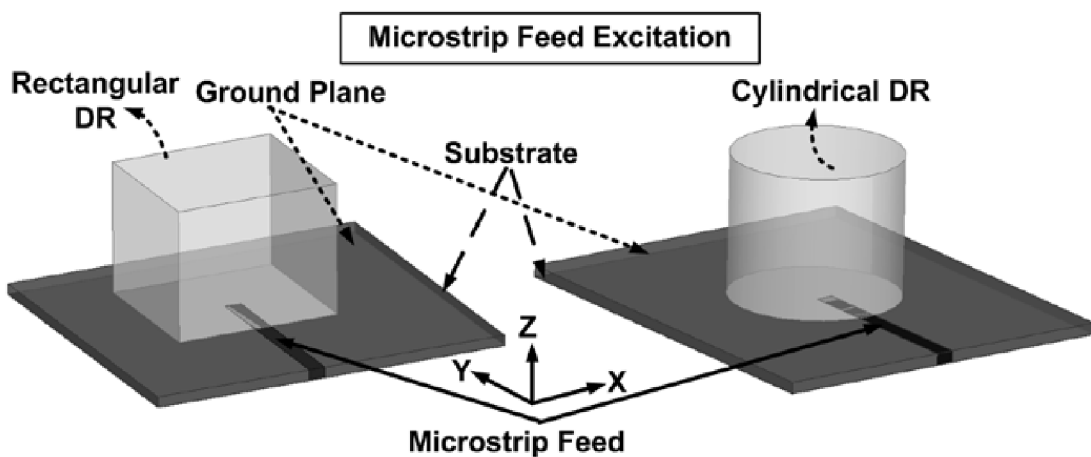 Microstrip Feed Excitation
Rectangular
DR
Ground Plane
Substrate
Cylindrical DR
Z
Y
X
Microstrip Feed